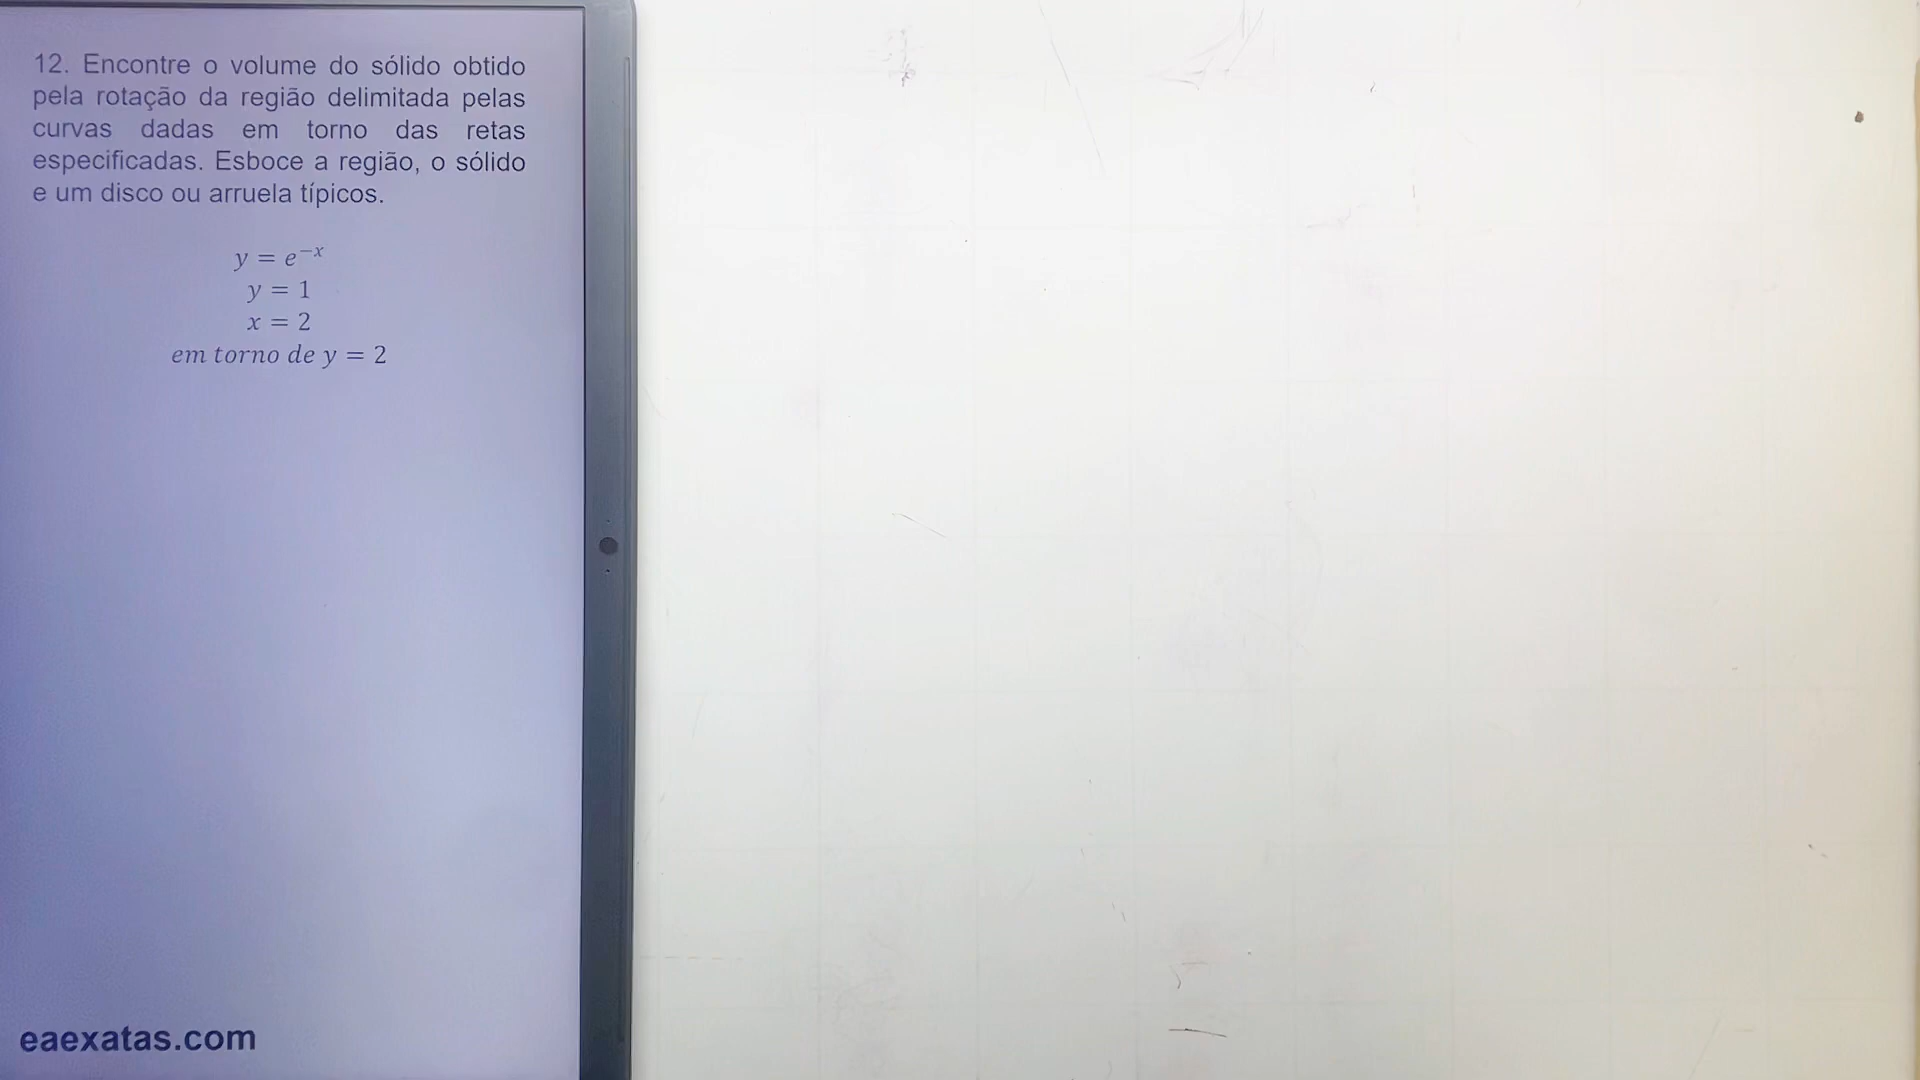 12. Encontre o volume do sólido obtido
pela rotação da região delimitada pelas
curvas dadas em torno das retas
especificadas. Esboce a região, o sólido
e um disco ou arruela típicos.
y = e⁻ˣ
y = 1
x = 2
em torno de y = 2
eaexatas.com